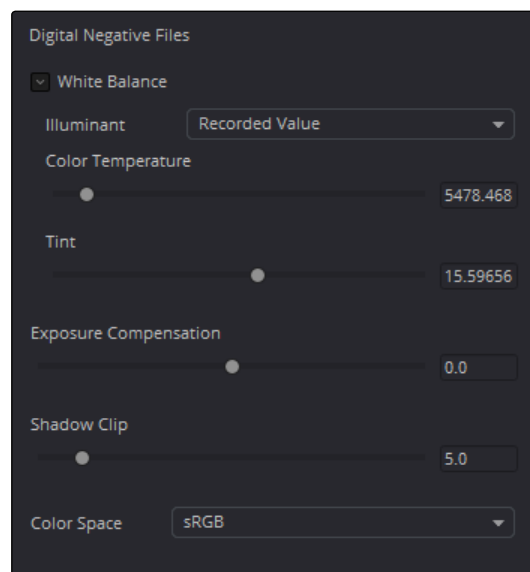 Digital Negative Files
White Balance
Illuminant Recorded Value
Color Temperature
5478.468
Tint
15.59656
Exposure Compensation
0.0
Shadow Clip
5.0
Color Space sRGB